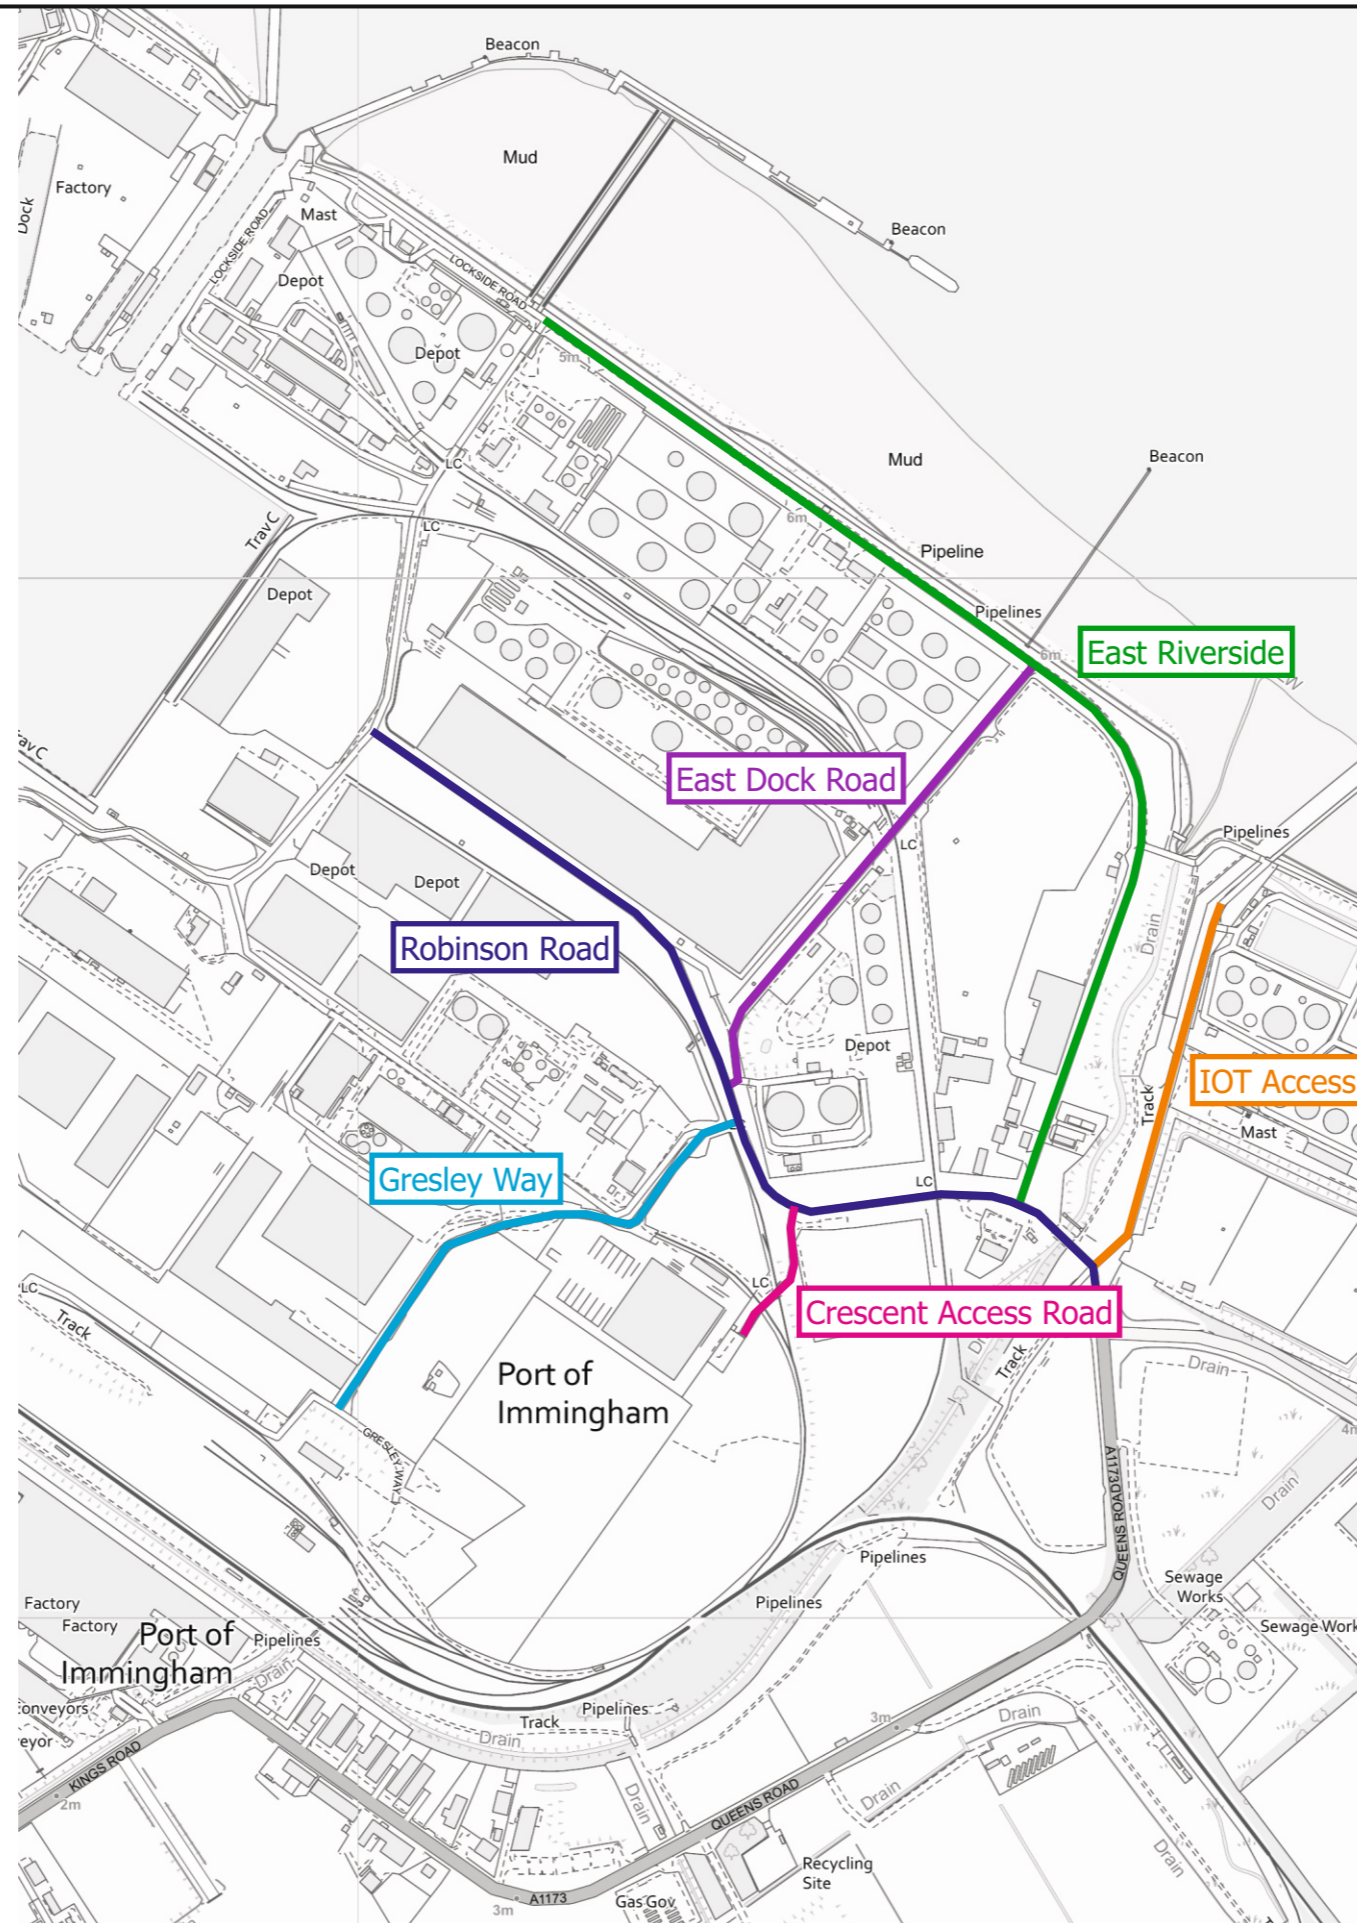 Beacon
Mud
Factory
Dock
Mast
LOCKSIDE ROAD
Beacon
LOCKSIDE ROAD
Depot
Depot
5m
Mud
Beacon
LC
6m
LC
Trav C
Pipeline
Depot
Pipelines
6m
East Riverside
East Dock Road
Pipelines
LC
Depot
Depot
Drain
Robinson Road
Depot
IOT Access
Track
Mast
Gresley Way
LC
LC
LC
Crescent Access Road
Track
Track
Drain
Port of
Immingham
4m
GRESLEY WAY
A1173
QUEENS ROAD
Drain
Pipelines
Sewage
Works
Pipelines
Factory
Factory
Port of
Immingham
Pipelines
Sewage Work
Drain
Pipelines
Track
Drain
3m
Drain
KINGS ROAD
2m
QUEENS ROAD
Drain
Drain
Drain
Recycling
Site
A1173
3m
Gas Gov